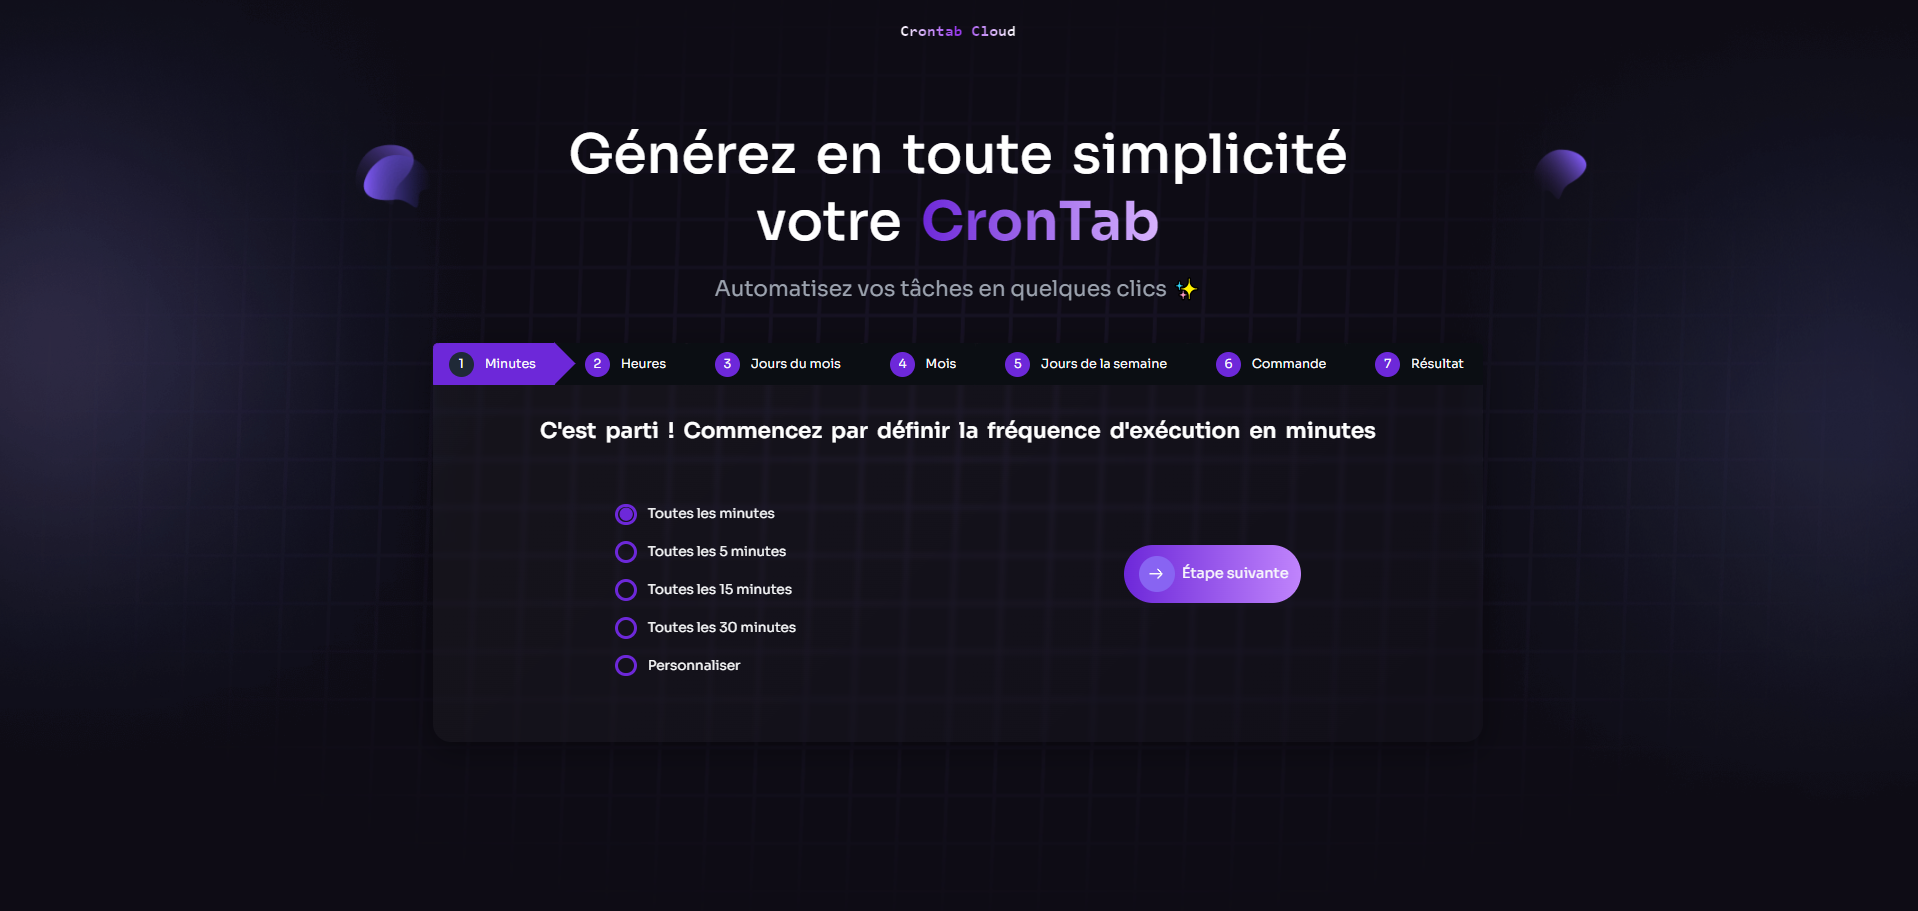 Crontab Cloud
Générez en toute simplicité
votre CronTab
Automatisez vos tâches en quelques clics ✨
1 Minutes 2 Heures 3 Jours du mois 4 Mois 5 Jours de la semaine 6 Commande 7 Résultat
C'est parti ! Commencez par définir la fréquence d'exécution en minutes
Toutes les minutes
Toutes les 5 minutes
Toutes les 15 minutes
Toutes les 30 minutes
Personnaliser
→ Étape suivante